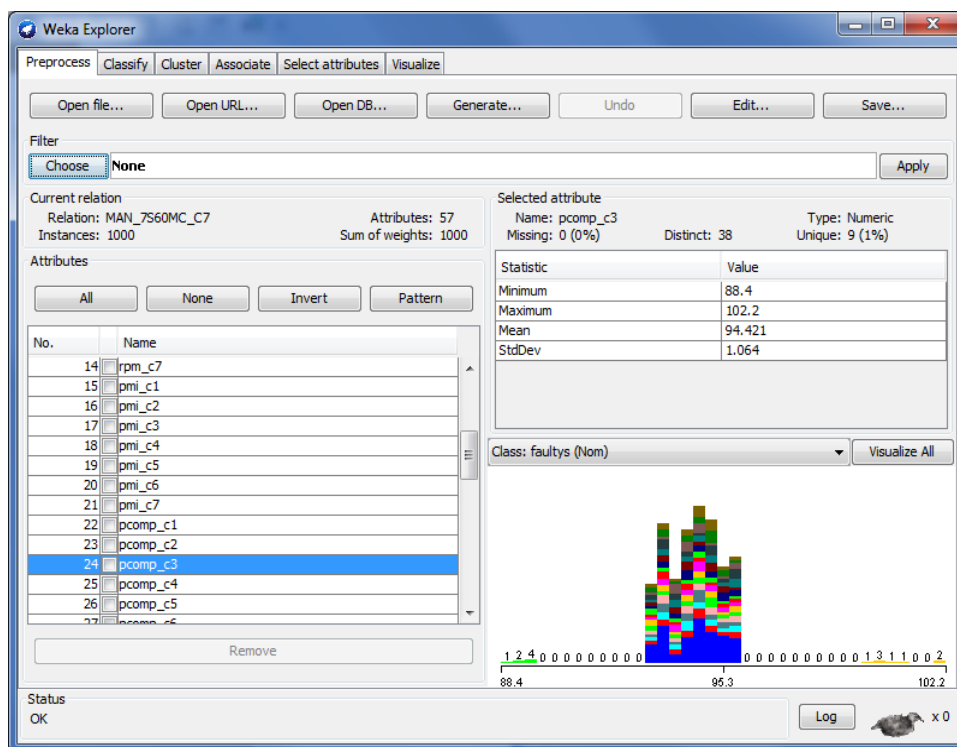 Weka Explorer
Preprocess Classify Cluster Associate Select attributes Visualize
Open file... Open URL... Open DB... Generate... Undo Edit... Save...
Filter
Choose None Apply
Current relation
Relation: MAN_7S60MC_C7 Attributes: 57
Instances: 1000 Sum of weights: 1000
Attributes
All None Invert Pattern
No. Name
14 rpm_c7
15 pmi_c1
16 pmi_c2
17 pmi_c3
18 pmi_c4
19 pmi_c5
20 pmi_c6
21 pmi_c7
22 pcomp_c1
23 pcomp_c2
24 pcomp_c3
25 pcomp_c4
26 pcomp_c5
27 pcomp_c6
Remove
Selected attribute
Name: pcomp_c3 Type: Numeric
Missing: 0 (0%) Distinct: 38 Unique: 9 (1%)
Statistic Value
Minimum 88.4
Maximum 102.2
Mean 94.421
StdDev 1.064
Class: faultys (Nom) Visualize All
1 2 4 0 0 0 0 0 0 0 0 0 0 0 0 0 0 0 0 0 0 0 1 3 1 1 0 0 2
88.4 95.3 102.2
Status
OK
Log x 0